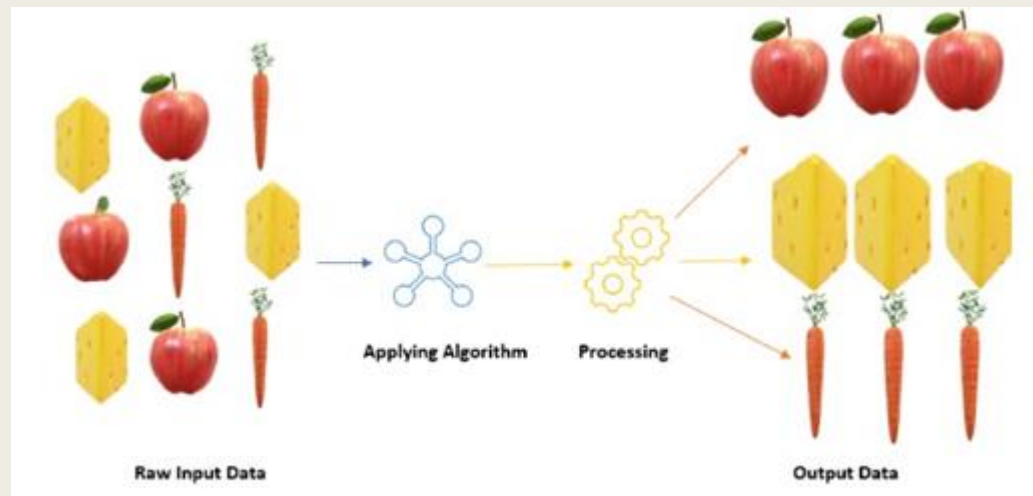 Applying Algorithm
Processing
Raw Input Data
Output Data